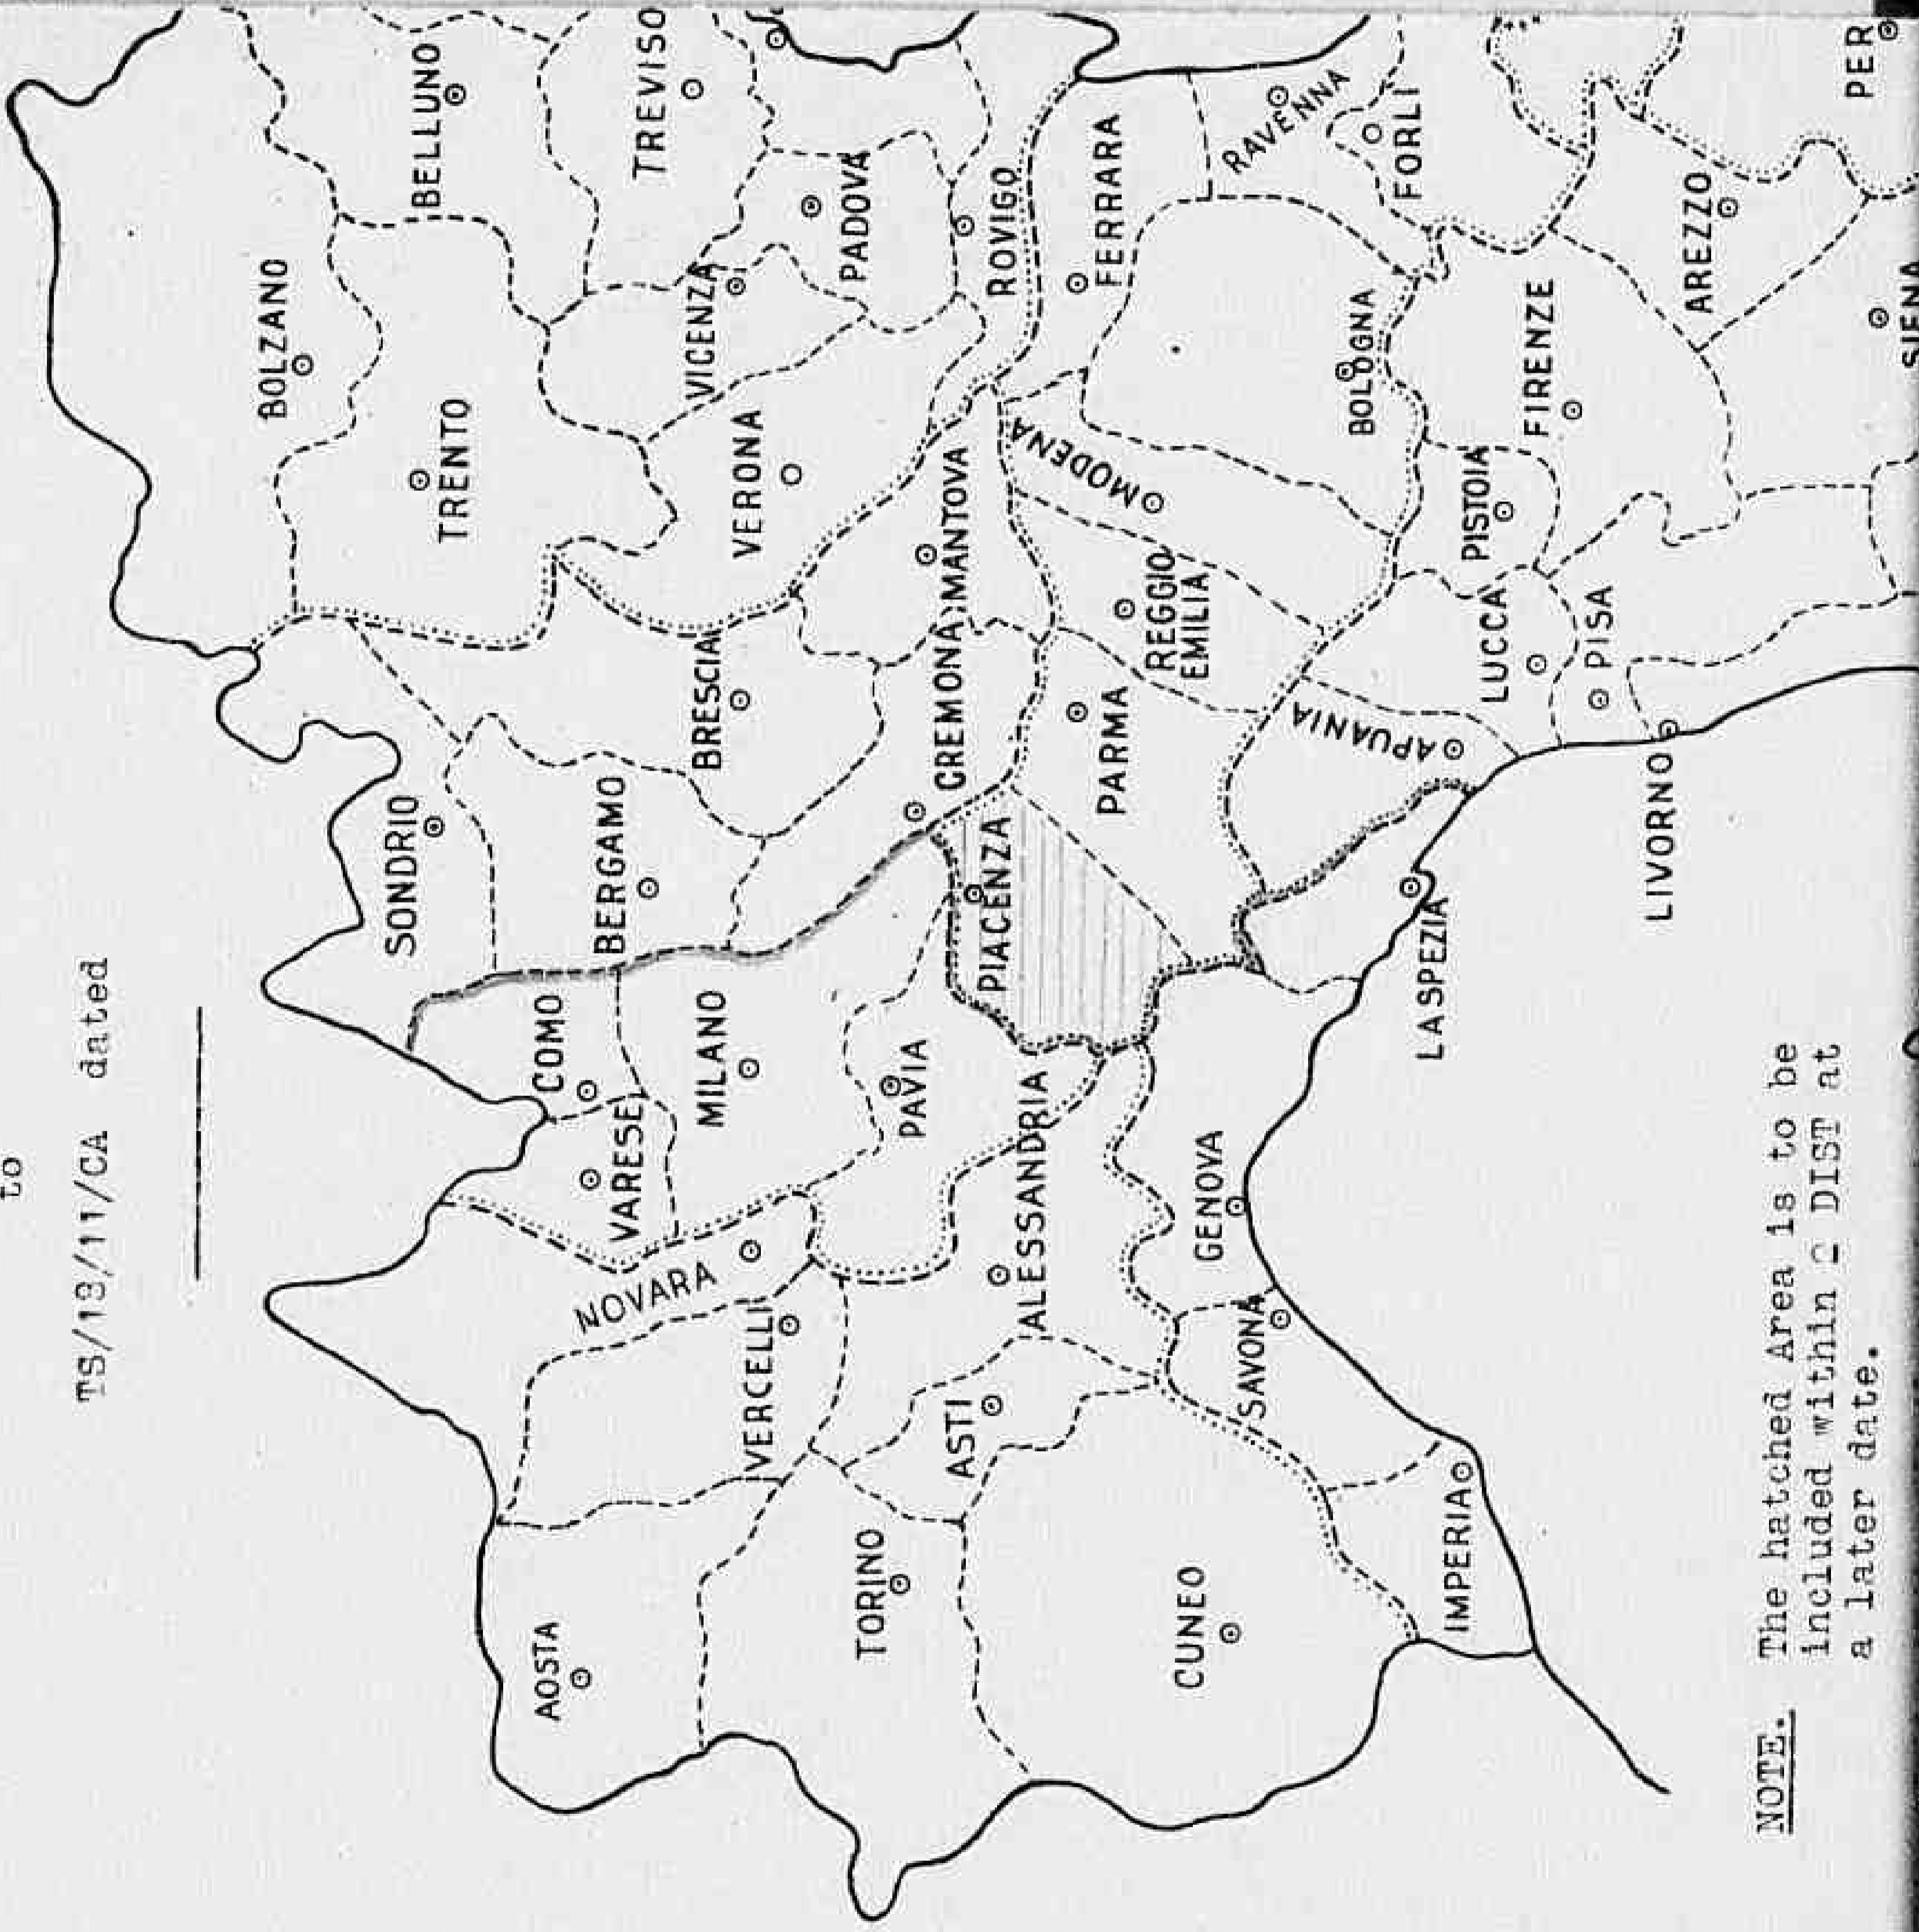 to
TS/13/11/CA dated
BOLZANO
BELLUNO
TREVISO
TRENTO
VICENZA
PADOVA
VERONA
ROVIGO
FERRARA
RAVENNA
FORLI
SONDRIO
BERGAMO
BRESCIA
CREMONA
MANTOVA
MODENA
REGGIO
EMILIA
BOLOGNA
PARMA
PIACENZA
COMO
VARESE
MILANO
PAVIA
NOVARA
VERCELLI
AOSTA
TORINO
ASTI
ALESSANDRIA
CUNEO
GENOVA
SAVONA
IMPERIA
LA SPEZIA
APUANIA
LUCCA
PISTOIA
FIRENZE
AREZZO
PISA
LIVORNO
SIENA
PER
NOTE. The hatched Area is to be
included within 2 DIST at
a later date.